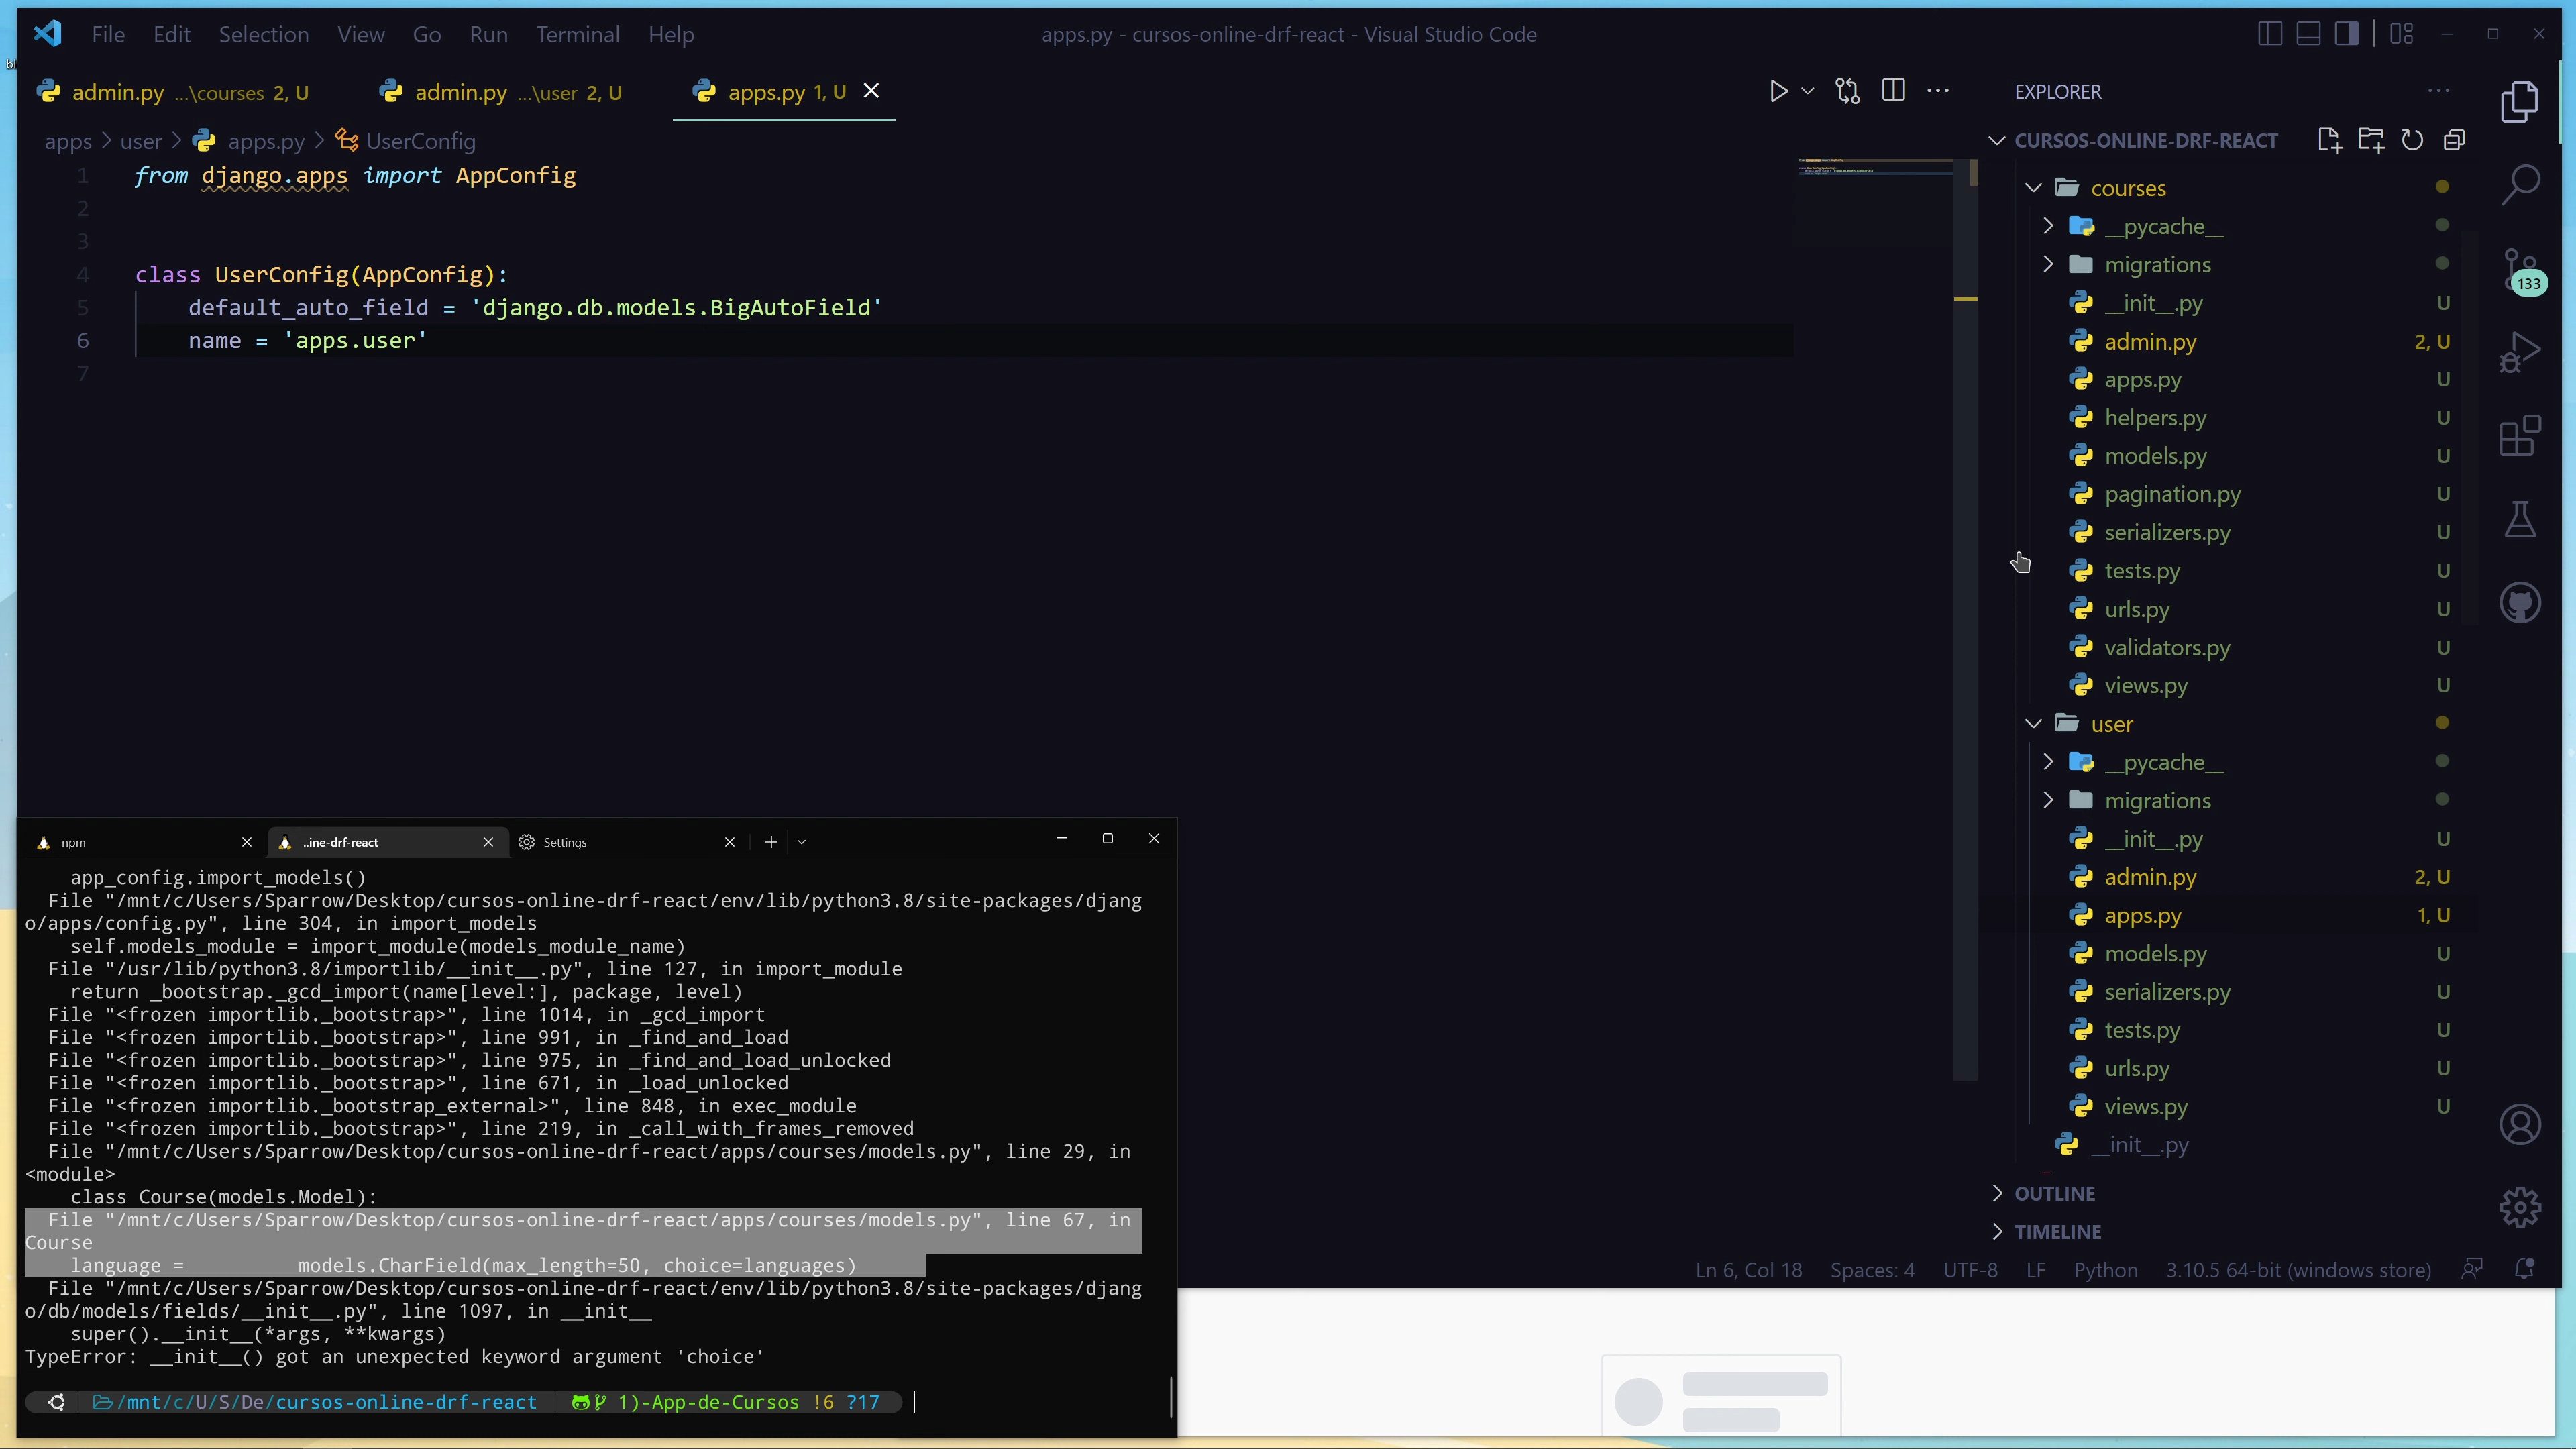 File Edit Selection View Go Run Terminal Help
apps.py - cursos-online-drf-react - Visual Studio Code
admin.py ...\courses 2, U
admin.py ...\user 2, U
apps.py 1, U
apps > user > apps.py > UserConfig
1 from django.apps import AppConfig
2
3
4 class UserConfig(AppConfig):
5 default_auto_field = 'django.db.models.BigAutoField'
6 name = 'apps.user'
7
EXPLORER
CURSOS-ONLINE-DRF-REACT
courses
__pycache__
migrations
__init__.py U
admin.py 2, U
apps.py U
helpers.py U
models.py U
pagination.py U
serializers.py U
tests.py U
urls.py U
validators.py U
views.py U
user
__pycache__
migrations
__init__.py U
admin.py 2, U
apps.py 1, U
models.py U
serializers.py U
tests.py U
urls.py U
views.py U
__init__.py
OUTLINE
TIMELINE
133
Ln 6, Col 18 Spaces: 4 UTF-8 LF Python 3.10.5 64-bit (windows store)
npm
..ine-drf-react
Settings
app_config.import_models()
File "/mnt/c/Users/Sparrow/Desktop/cursos-online-drf-react/env/lib/python3.8/site-packages/djang
o/apps/config.py", line 304, in import_models
self.models_module = import_module(models_module_name)
File "/usr/lib/python3.8/importlib/__init__.py", line 127, in import_module
return _bootstrap._gcd_import(name[level:], package, level)
File "<frozen importlib._bootstrap>", line 1014, in _gcd_import
File "<frozen importlib._bootstrap>", line 991, in _find_and_load
File "<frozen importlib._bootstrap>", line 975, in _find_and_load_unlocked
File "<frozen importlib._bootstrap>", line 671, in _load_unlocked
File "<frozen importlib._bootstrap_external>", line 848, in exec_module
File "<frozen importlib._bootstrap>", line 219, in _call_with_frames_removed
File "/mnt/c/Users/Sparrow/Desktop/cursos-online-drf-react/apps/courses/models.py", line 29, in
<module>
class Course(models.Model):
File "/mnt/c/Users/Sparrow/Desktop/cursos-online-drf-react/apps/courses/models.py", line 67, in
Course
language = models.CharField(max_length=50, choice=languages)
File "/mnt/c/Users/Sparrow/Desktop/cursos-online-drf-react/env/lib/python3.8/site-packages/djang
o/db/models/fields/__init__.py", line 1097, in __init__
super().__init__(*args, **kwargs)
TypeError: __init__() got an unexpected keyword argument 'choice'
/mnt/c/U/S/De/cursos-online-drf-react 1)-App-de-Cursos !6 ?17